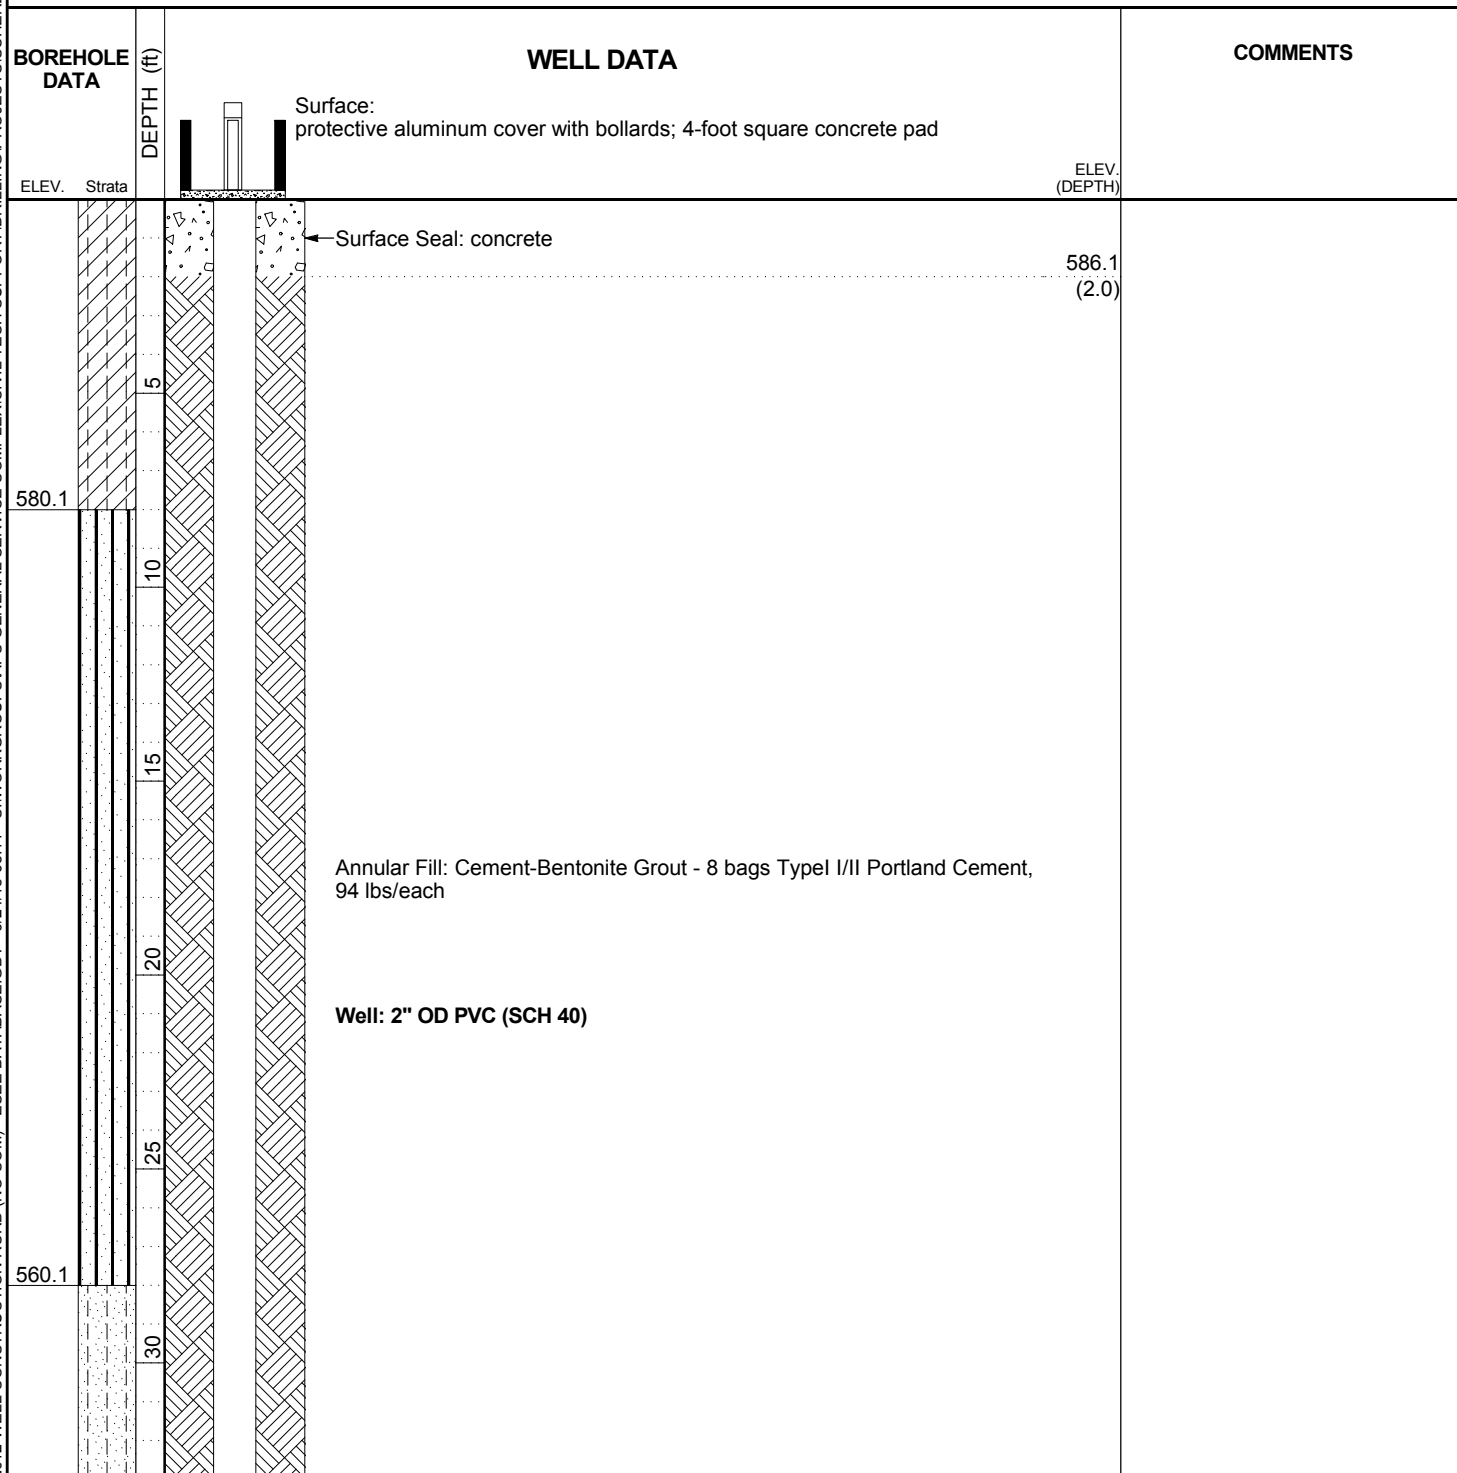 BOREHOLE
DATA
DEPTH (ft)
WELL DATA
COMMENTS
Surface:
protective aluminum cover with bollards; 4-foot square concrete pad
ELEV.
(DEPTH)
ELEV. Strata
Surface Seal: concrete
586.1
(2.0)
5
580.1
10
15
Annular Fill: Cement-Bentonite Grout - 8 bags TypeI I/II Portland Cement,
94 lbs/each
20
Well: 2" OD PVC (SCH 40)
25
560.1
30